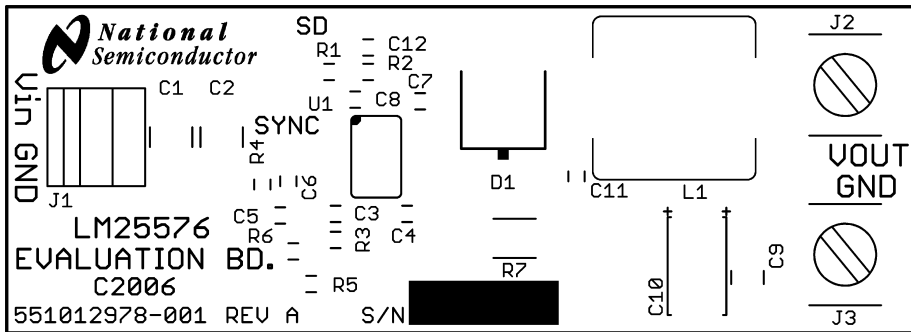 National
Semiconductor
SD
R1
C12
R2
C7
J2
Vin GND
C1
C2
U1
C8
SYNC
R4
J1
C6
D1
C11
L1
VOUT
GND
LM25576
C5
R6
C3
R3
C4
EVALUATION BD.
C2006
R5
R7
C10
C9
551012978-001 REV A
S/N
J3